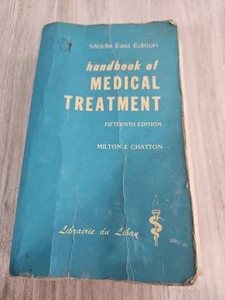 Middle East Edition
handbook of
MEDICAL
TREATMENT
FIFTEENTH EDITION
MILTON J. CHATTON
Librairie du Liban